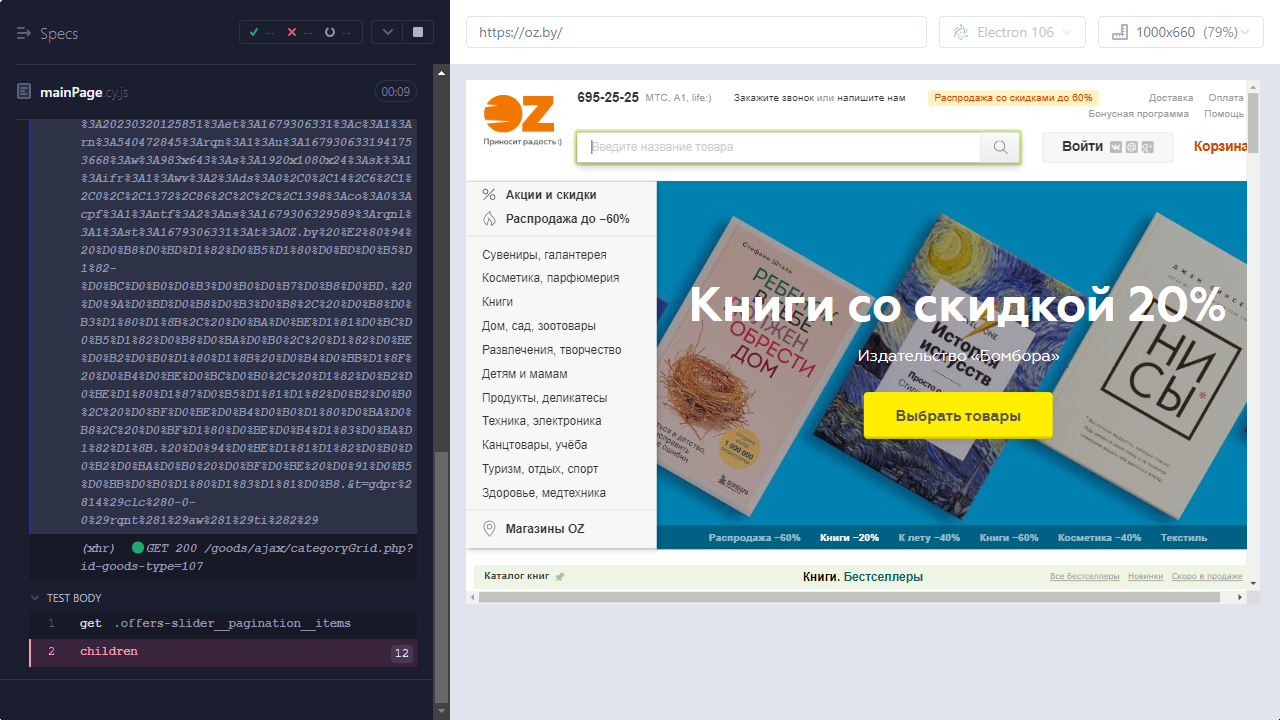 Specs
--
--
--
mainPage.cy.js
00:09
%3A20230320125851%3Aet%3A1679306331%3Ac%3A1%3A
rn%3A540472845%3Arqn%3A1%3Au%3A167930633194175
3668%3Aw%3A983x643%3As%3A1920x1080x24%3Ask%3A1
%3Aifr%3A1%3Awv%3A2%3Ads%3A0%2C0%2C14%2C6%2C1%
2C0%2C%2C1372%2C86%2C%2C%2C%2C1398%3Aco%3A0%3A
cpf%3A1%3Antf%3A2%3Ans%3A1679306329589%3Arqnl%
3A1%3Ast%3A1679306331%3At%3AOZ.by%20%E2%80%94
%20%D0%B8%D0%BD%D1%82%D0%B5%D1%80%D0%BD%D0%B5%D
1%82-
%D0%BC%D0%B0%D0%B3%D0%B0%D0%B7%D0%B8%D0%BD.%20
%D0%9A%D0%BD%D0%B8%D0%B3%D0%B8%2C%20%D0%B8%D0%
B3%D1%80%D1%8B%2C%20%D0%BA%D0%BE%D1%81%D0%BC%D
0%B5%D1%82%D0%B8%D0%BA%D0%B0%2C%20%D1%82%D0%BE
%D0%B2%D0%B0%D1%80%D1%8B%20%D0%B4%D0%BB%D1%8F%
20%D0%B4%D0%BE%D0%BC%D0%B0%2C%20%D1%82%D0%B2%D
0%BE%D1%80%D1%87%D0%B5%D1%81%D1%82%D0%B2%D0%B0
%2C%20%D0%BF%D0%BE%D0%B4%D0%B0%D1%80%D0%BA%D0%
B8%2C%20%D0%BF%D1%80%D0%BE%D0%B4%D1%83%D0%BA%D
1%82%D1%8B.%20%D0%94%D0%BE%D1%81%D1%82%D0%B0%D
0%B2%D0%BA%D0%B0%20%D0%BF%D0%BE%20%D0%91%D0%B5
%D0%BB%D0%B0%D1%80%D1%83%D1%81%D0%B8.&t=gdpr%2
814%29clc%280-0-
0%29rqnt%281%29aw%281%29ti%282%29
(xhr) GET 200 /goods/ajax/categoryGrid.php?
id-goods-type=107
TEST BODY
1 get .offers-slider__pagination__items
2 children 12
https://oz.by/
Electron 106
1000x660 (79%)
OZ
Приносит радость :)
695-25-25 МТС, А1, life:) Закажите звонок или напишите нам
Распродажа со скидками до 60%
Доставка Оплата
Бонусная программа Помощь
Введите название товара
Войти
Корзина
Акции и скидки
Распродажа до –60%
Сувениры, галантерея
Косметика, парфюмерия
Книги
Дом, сад, зоотовары
Развлечения, творчество
Детям и мамам
Продукты, деликатесы
Техника, электроника
Канцтовары, учёба
Туризм, отдых, спорт
Здоровье, медтехника
Магазины OZ
Стефани Шталь
Книги со скидкой 20%
Издательство «Бомбора»
Выбрать товары
НИ
СЫ
Распродажа –60% Книги –20% К лету –40% Книги –60% Косметика –40% Текстиль
Каталог книг
Книги. Бестселлеры
Все бестселлеры Новинки Скоро в продаже